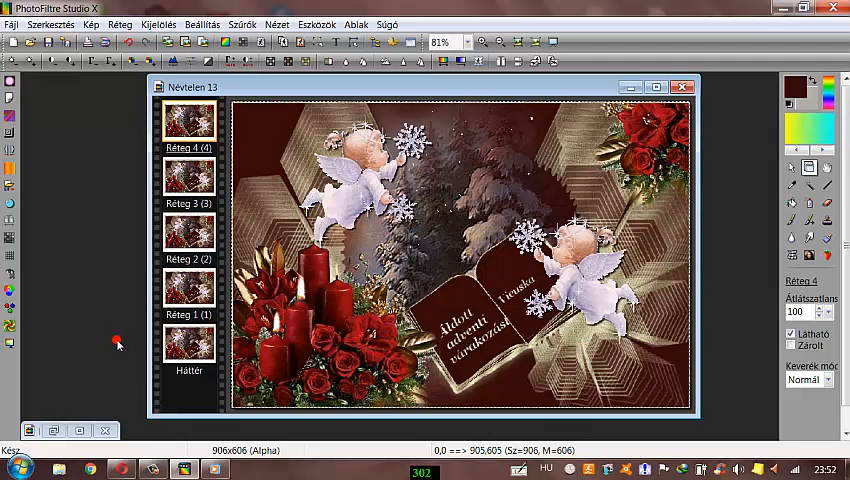 PhotoFiltre Studio X
Fájl Szerkesztés Kép Réteg Kijelölés Beállítás Szűrők Nézet Eszközök Ablak Súgó
81%
Névtelen 13
Réteg 4 (4)
Réteg 3 (3)
Réteg 2 (2)
Réteg 1 (1)
Háttér
Áldott
adventi
várakozást
Vicuska
Réteg 4
Átlátszatlans
100
Látható
Zárolt
Keverék móc
Normál
Kész
906x606 (Alpha)
0,0 ==> 905,605 (Sz=906, M=606)
302
HU
23:52